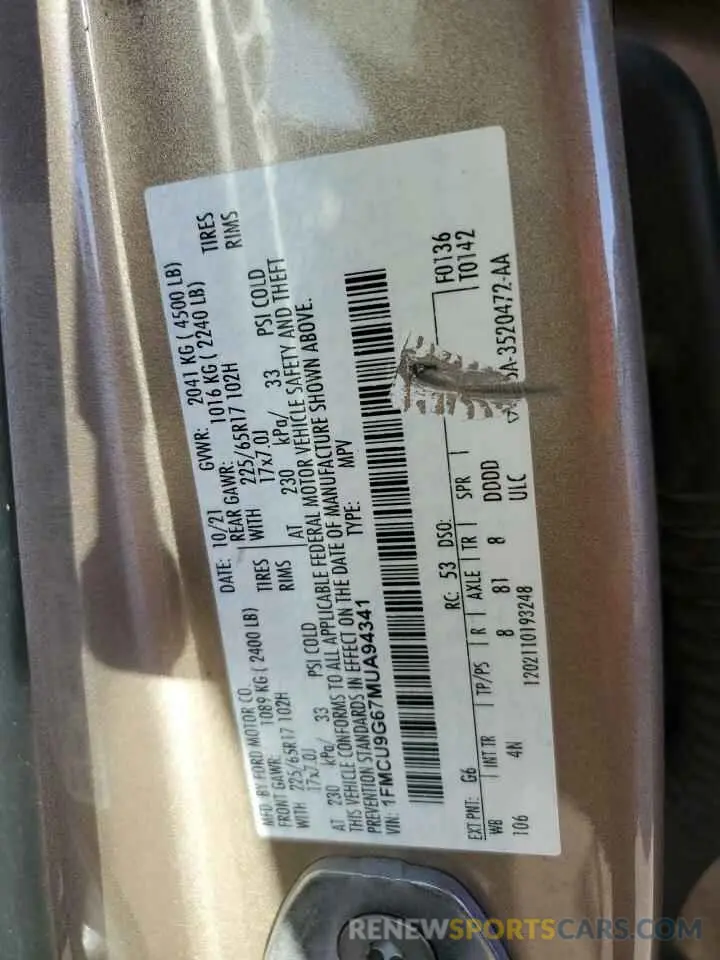 MFD. BY FORD MOTOR CO.
DATE: 10/21 GVWR: 2041 KG ( 4500 LB)
FRONT GAWR: 1089 KG ( 2400 LB)
REAR GAWR: 1016 KG ( 2240 LB)
WITH 225/65R17 102H TIRES
WITH 225/65R17 102H TIRES
17x7.0J RIMS
17x7.0J RIMS
AT 230 kPa/ 33 PSI COLD
AT 230 kPa/ 33 PSI COLD
THIS VEHICLE CONFORMS TO ALL APPLICABLE FEDERAL MOTOR VEHICLE SAFETY AND THEFT
PREVENTION STANDARDS IN EFFECT ON THE DATE OF MANUFACTURE SHOWN ABOVE.
VIN: 1FMCU9G67MUA94341
TYPE: MPV
F0136
T0142
EXT PNT: G6 RC: 53 DSO:
WB INT TR TP/PS R AXLE TR SPR
106 4N 8 81 8 DDDD
ULC
A-3520472-AA
1202110193248
RENEWSPORTSCARS.COM